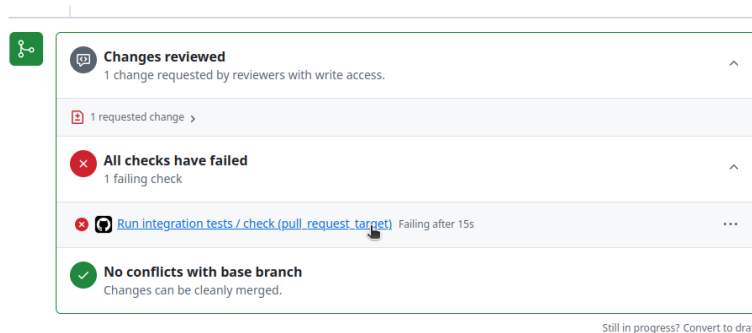 Changes reviewed
1 change requested by reviewers with write access.
1 requested change
All checks have failed
1 failing check
Run integration tests / check (pull_request_target) Failing after 15s
No conflicts with base branch
Changes can be cleanly merged.
Still in progress? Convert to